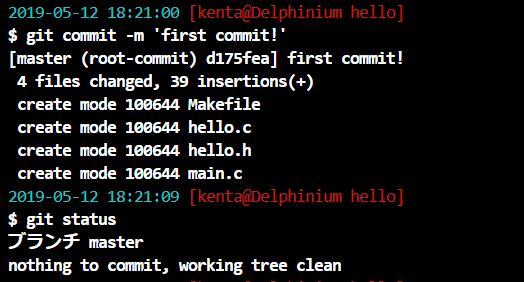 2019-05-12 18:21:00 [kenta@Delphinium hello]
$ git commit -m 'first commit!'
[master (root-commit) d175fea] first commit!
 4 files changed, 39 insertions(+)
 create mode 100644 Makefile
 create mode 100644 hello.c
 create mode 100644 hello.h
 create mode 100644 main.c
2019-05-12 18:21:09 [kenta@Delphinium hello]
$ git status
ブランチ master
nothing to commit, working tree clean